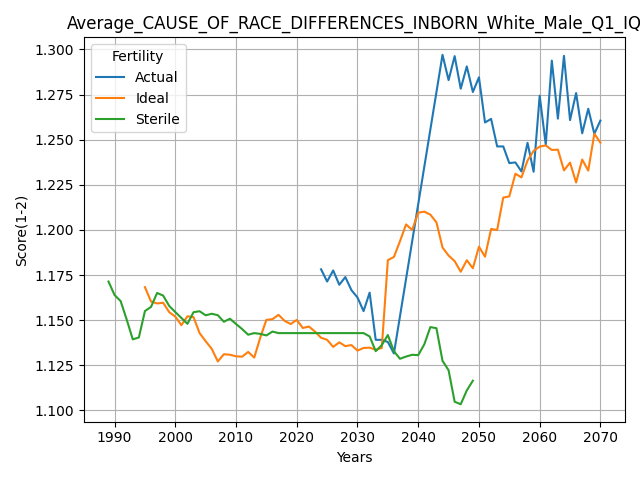 Average_CAUSE_OF_RACE_DIFFERENCES_INBORN_White_Male_Q1_IQ
Fertility
Actual
Ideal
Sterile
Score(1-2)
1.300
1.275
1.250
1.225
1.200
1.175
1.150
1.125
1.100
1990 2000 2010 2020 2030 2040 2050 2060 2070
Years